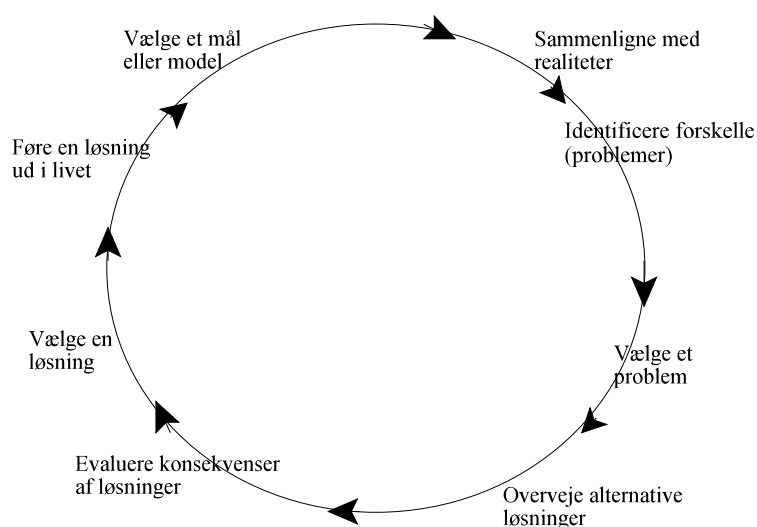 Vælge et mål
eller model
Sammenligne med
realiteter
Identificere forskelle
(problemer)
Vælge et
problem
Overveje alternative
løsninger
Evaluere konsekvenser
af løsninger
Vælge en
løsning
Føre en løsning
ud i livet